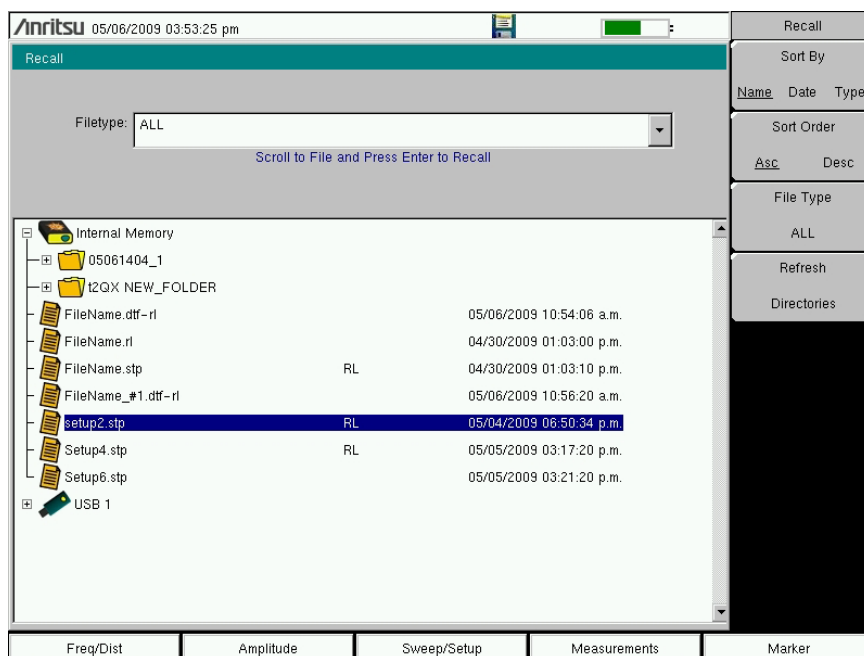 Anritsu 05/06/2009 03:53:25 pm
Recall
Filetype: ALL
Scroll to File and Press Enter to Recall
Internal Memory
05061404_1
t2QX NEW_FOLDER
FileName.dtf-rl 05/06/2009 10:54:06 a.m.
FileName.rl 04/30/2009 01:03:00 p.m.
FileName.stp RL 04/30/2009 01:03:10 p.m.
FileName_#1.dtf-rl 05/06/2009 10:56:20 a.m.
setup2.stp RL 05/04/2009 06:50:34 p.m.
Setup4.stp RL 05/05/2009 03:17:20 p.m.
Setup6.stp 05/05/2009 03:21:20 p.m.
USB 1
Recall
Sort By
Name Date Type
Sort Order
Asc Desc
File Type
ALL
Refresh
Directories
Freq/Dist Amplitude Sweep/Setup Measurements Marker